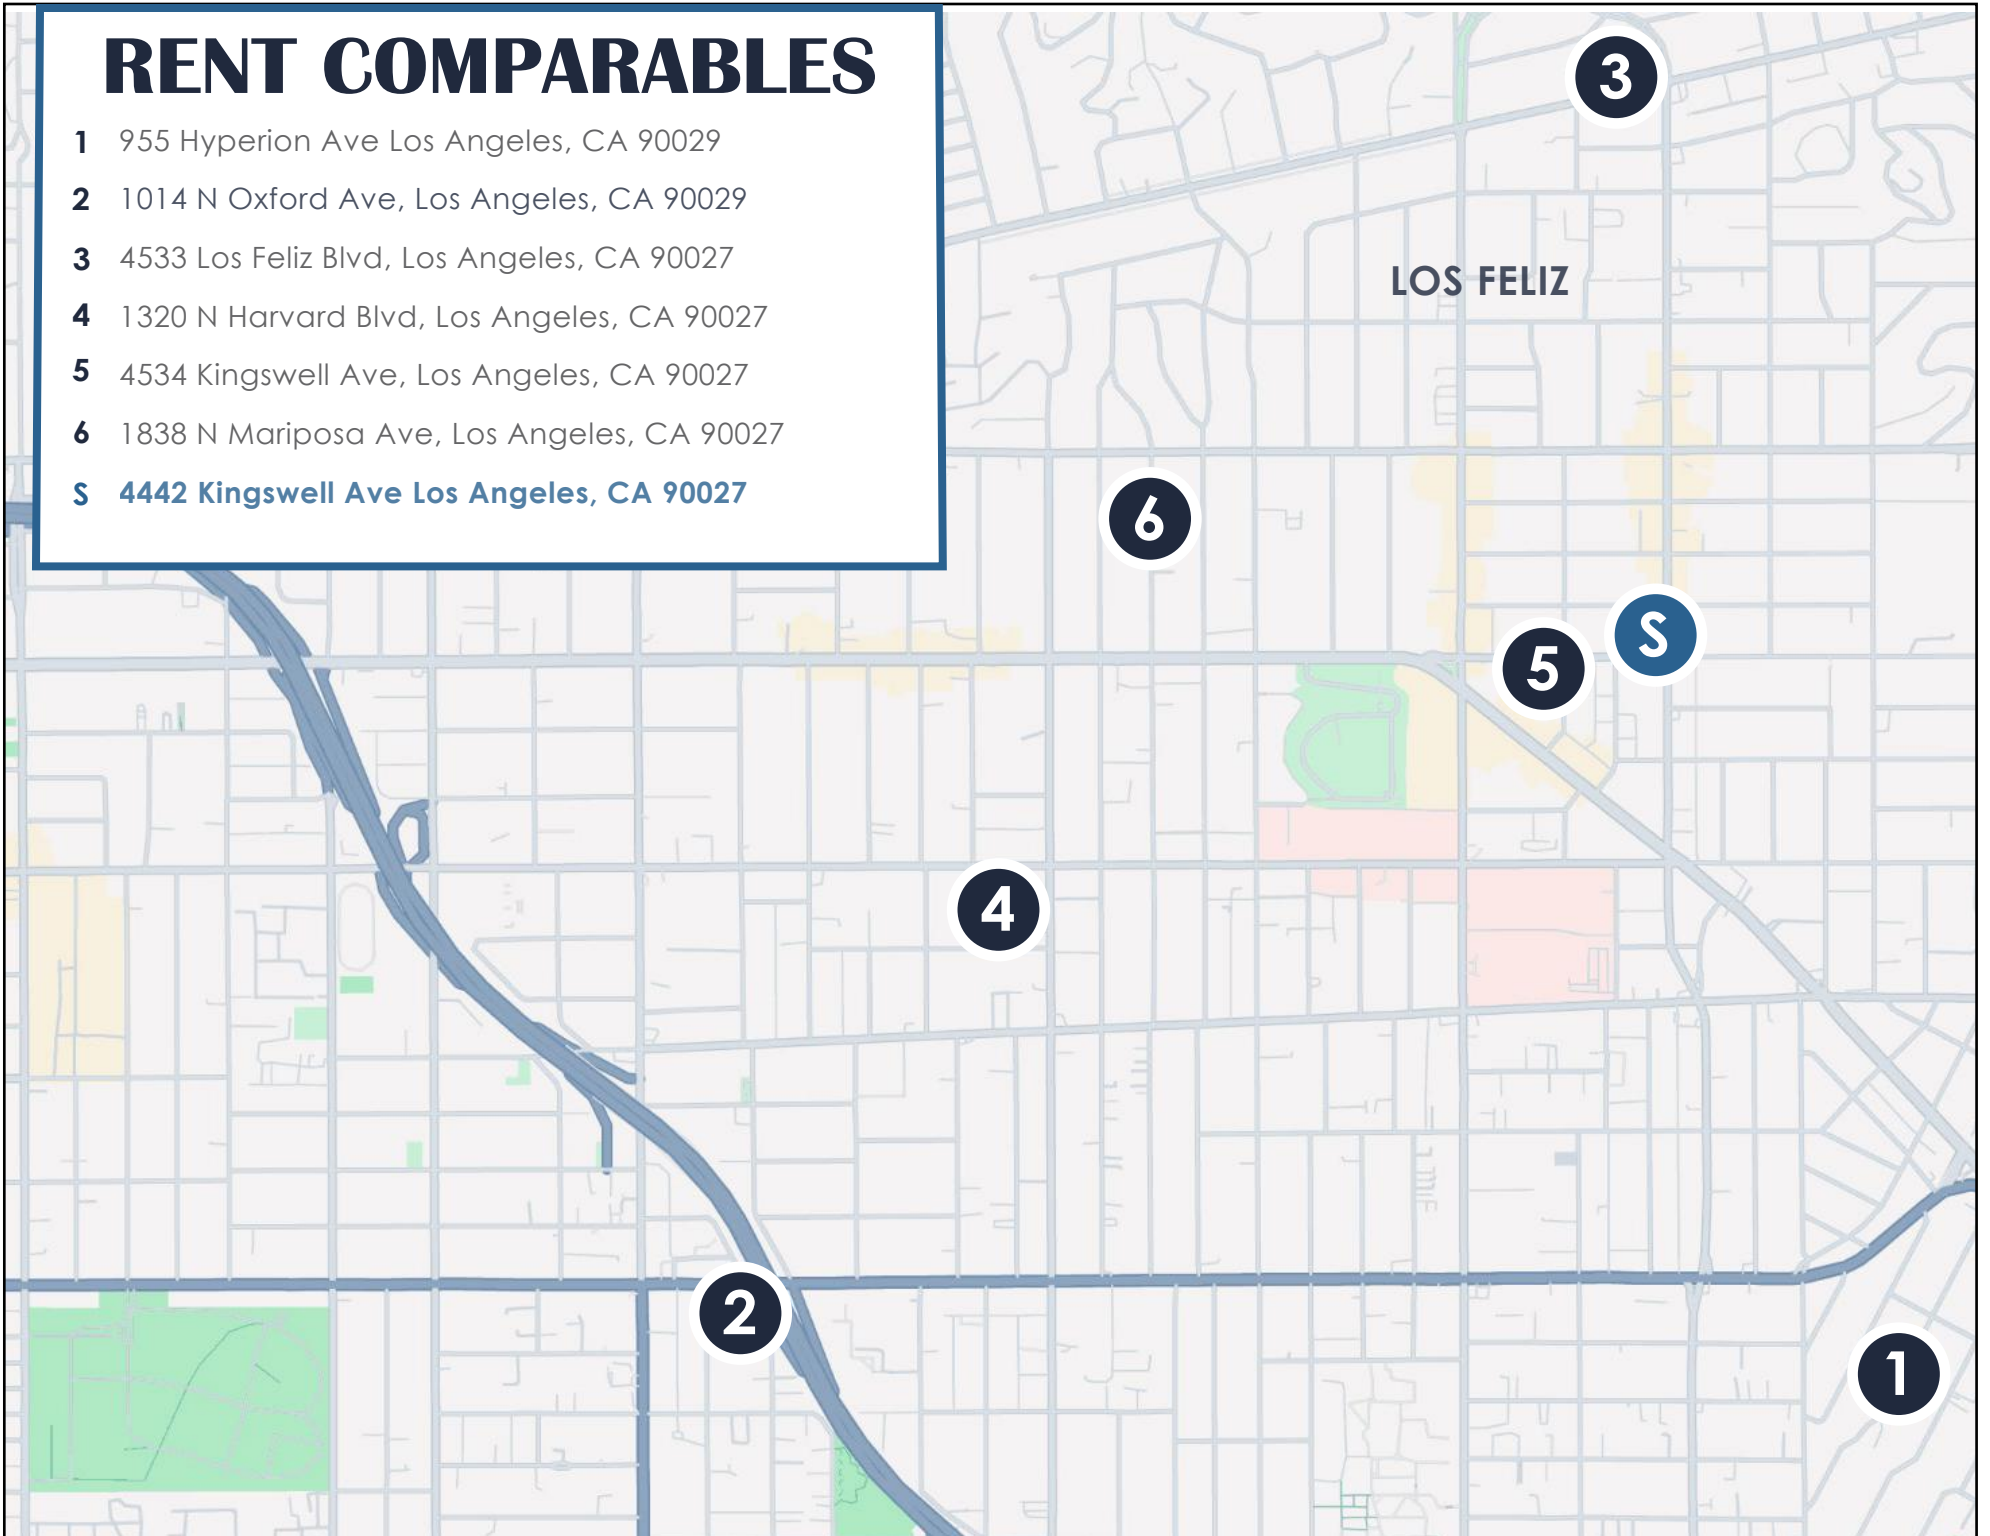 RENT COMPARABLES
1 955 Hyperion Ave Los Angeles, CA 90029
2 1014 N Oxford Ave, Los Angeles, CA 90029
3 4533 Los Feliz Blvd, Los Angeles, CA 90027
4 1320 N Harvard Blvd, Los Angeles, CA 90027
5 4534 Kingswell Ave, Los Angeles, CA 90027
6 1838 N Mariposa Ave, Los Angeles, CA 90027
S 4442 Kingswell Ave Los Angeles, CA 90027
3
LOS FELIZ
6
S
5
4
2
1